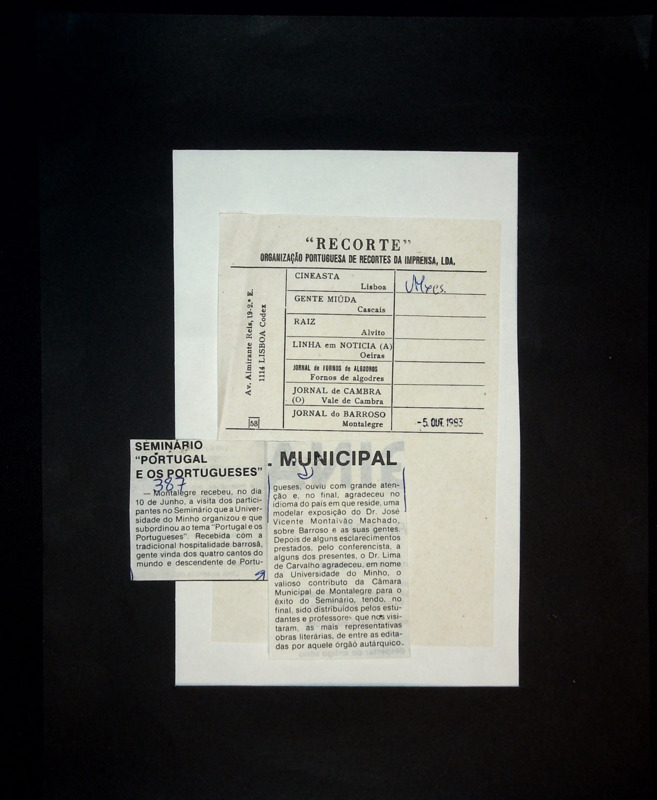 “RECORTE”
ORGANIZAÇÃO PORTUGUESA DE RECORTES DA IMPRENSA, LDA.
Av. Almirante Reis, 19-2.º E.
1114 LISBOA Codex
58
CINEASTA
Lisboa
GENTE MIÚDA
Cascais
RAIZ
Alvito
LINHA em NOTICIA (A)
Oeiras
JORNAL de FORNOS de ALGODRES
Fornos de algodres
JORNAL de CAMBRA
(O) Vale de Cambra
JORNAL do BARROSO
Montalegre
-5. OUT. 1983
SEMINÁRIO
“PORTUGAL
E OS PORTUGUESES”
387
— Montalegre recebeu, no dia
10 de Junho, a visita dos partici-
pantes no Seminário que a Univer-
sidade do Minho organizou e que
subordinou ao tema “Portugal e os
Portugueses”. Recebida com a
tradicional hospitalidade barrosã,
gente vinda dos quatro cantos do
mundo e descendente de Portu-
MUNICIPAL
gueses, ouviu com grande aten-
ção e, no final, agradeceu no
idioma do país em que reside, uma
modelar exposição do Dr. José
Vicente Montalvão Machado,
sobre Barroso e as suas gentes.
Depois de alguns esclarecimentos
prestados, pelo conferencista, a
alguns dos presentes, o Dr. Lima
de Carvalho agradeceu, em nome
da Universidade do Minho, o
valioso contributo da Câmara
Municipal de Montalegre para o
êxito do Seminário, tendo, no
final, sido distribuídos pelos estu-
dantes e professores que nos visi-
taram, as mais representativas
obras literárias, de entre as edita-
das por aquele órgão autárquico.